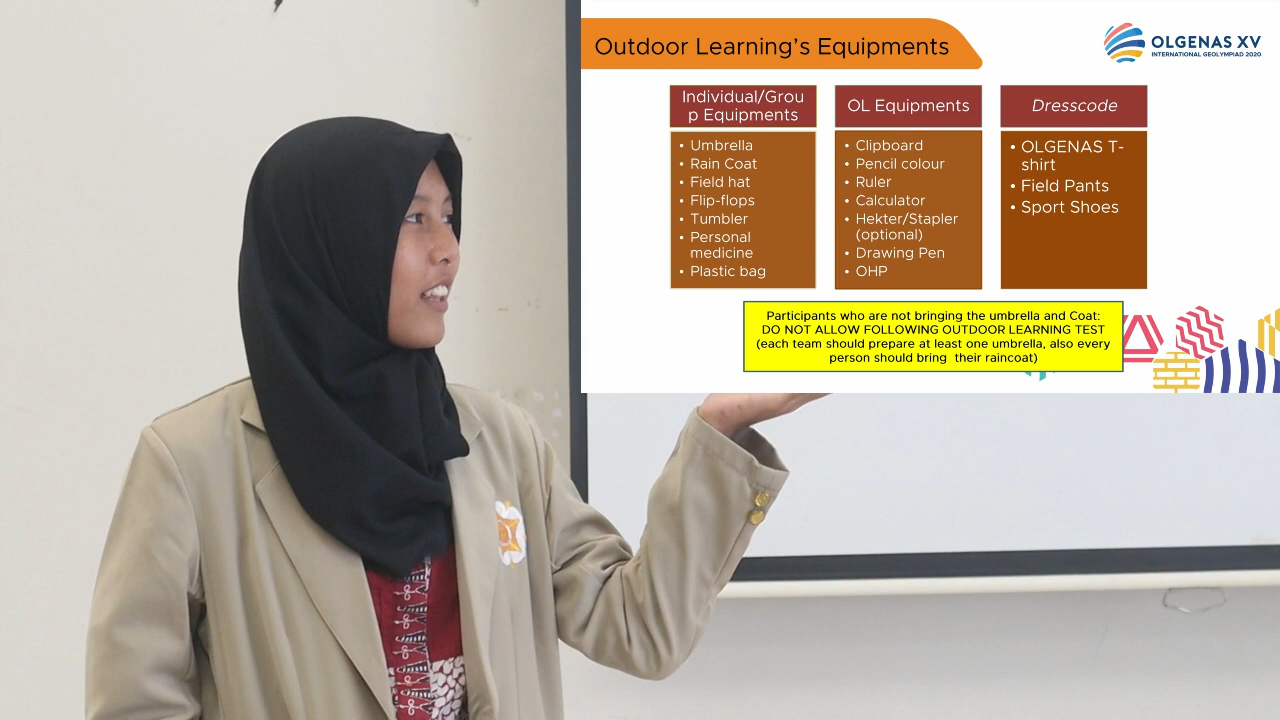 Outdoor Learning's Equipments
OLGENAS XV
INTERNATIONAL GEOLYMPIAD 2020
Individual/Grou
p Equipments
• Umbrella
• Rain Coat
• Field hat
• Flip-flops
• Tumbler
• Personal
medicine
• Plastic bag
OL Equipments
• Clipboard
• Pencil colour
• Ruler
• Calculator
• Hekter/Stapler
(optional)
• Drawing Pen
• OHP
Dresscode
• OLGENAS T-
shirt
• Field Pants
• Sport Shoes
Participants who are not bringing the umbrella and Coat:
DO NOT ALLOW FOLLOWING OUTDOOR LEARNING TEST
(each team should prepare at least one umbrella, also every
person should bring  their raincoat)